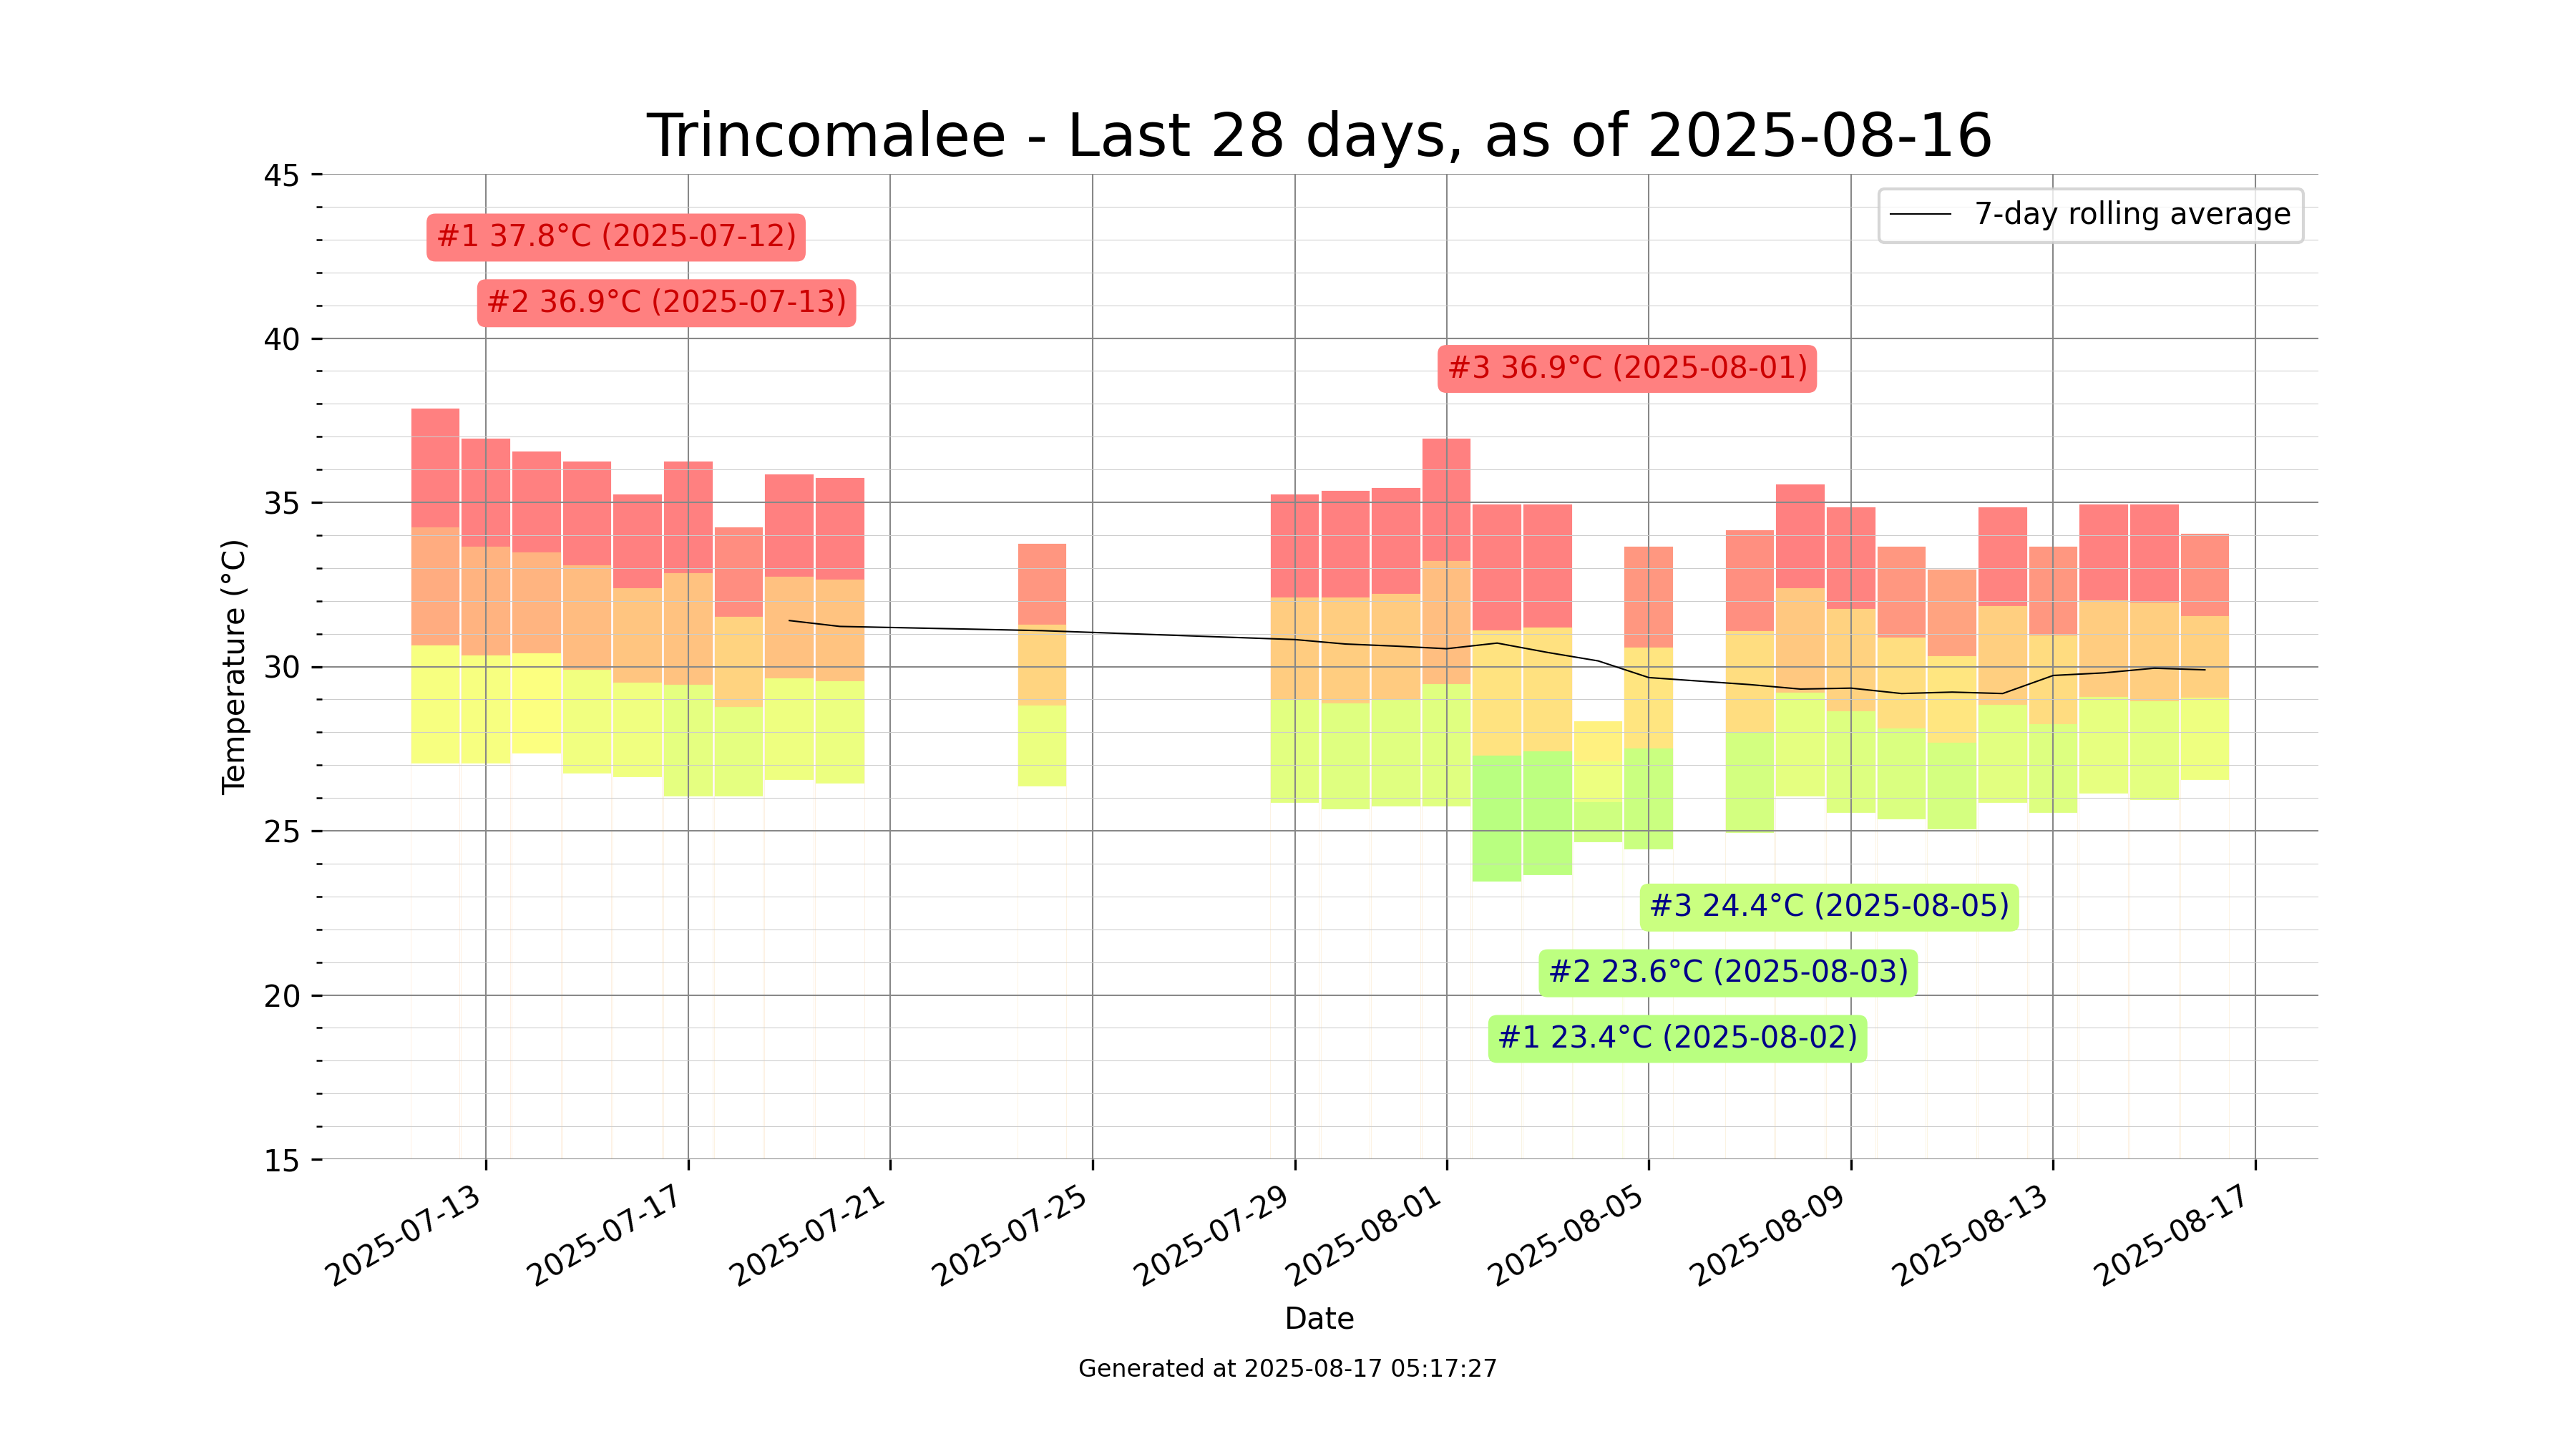 Trincomalee - Last 28 days, as of 2025-08-16
45
40
35
30
25
20
15
Temperature (°C)
7-day rolling average
#1 37.8°C (2025-07-12)
#2 36.9°C (2025-07-13)
#3 36.9°C (2025-08-01)
#3 24.4°C (2025-08-05)
#2 23.6°C (2025-08-03)
#1 23.4°C (2025-08-02)
2025-07-13
2025-07-17
2025-07-21
2025-07-25
2025-07-29
2025-08-01
2025-08-05
2025-08-09
2025-08-13
2025-08-17
Date
Generated at 2025-08-17 05:17:27